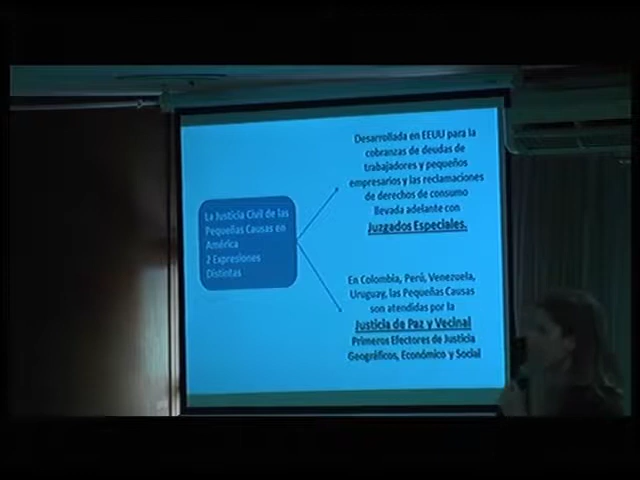 La Justicia Civil de las
Pequeñas Causas en
América
2 Expresiones
Distintas
Desarrollada en EEUU para la
cobranzas de deudas de
trabajadores y pequeños
empresarios y las reclamaciones
de derechos de consumo
llevada adelante con
Juzgados Especiales.
En Colombia, Perú, Venezuela,
Uruguay, las Pequeñas Causas
son atendidas por la
Justicia de Paz y Vecinal
Primeros Efectores de Justicia
Geográficos, Económico y Social